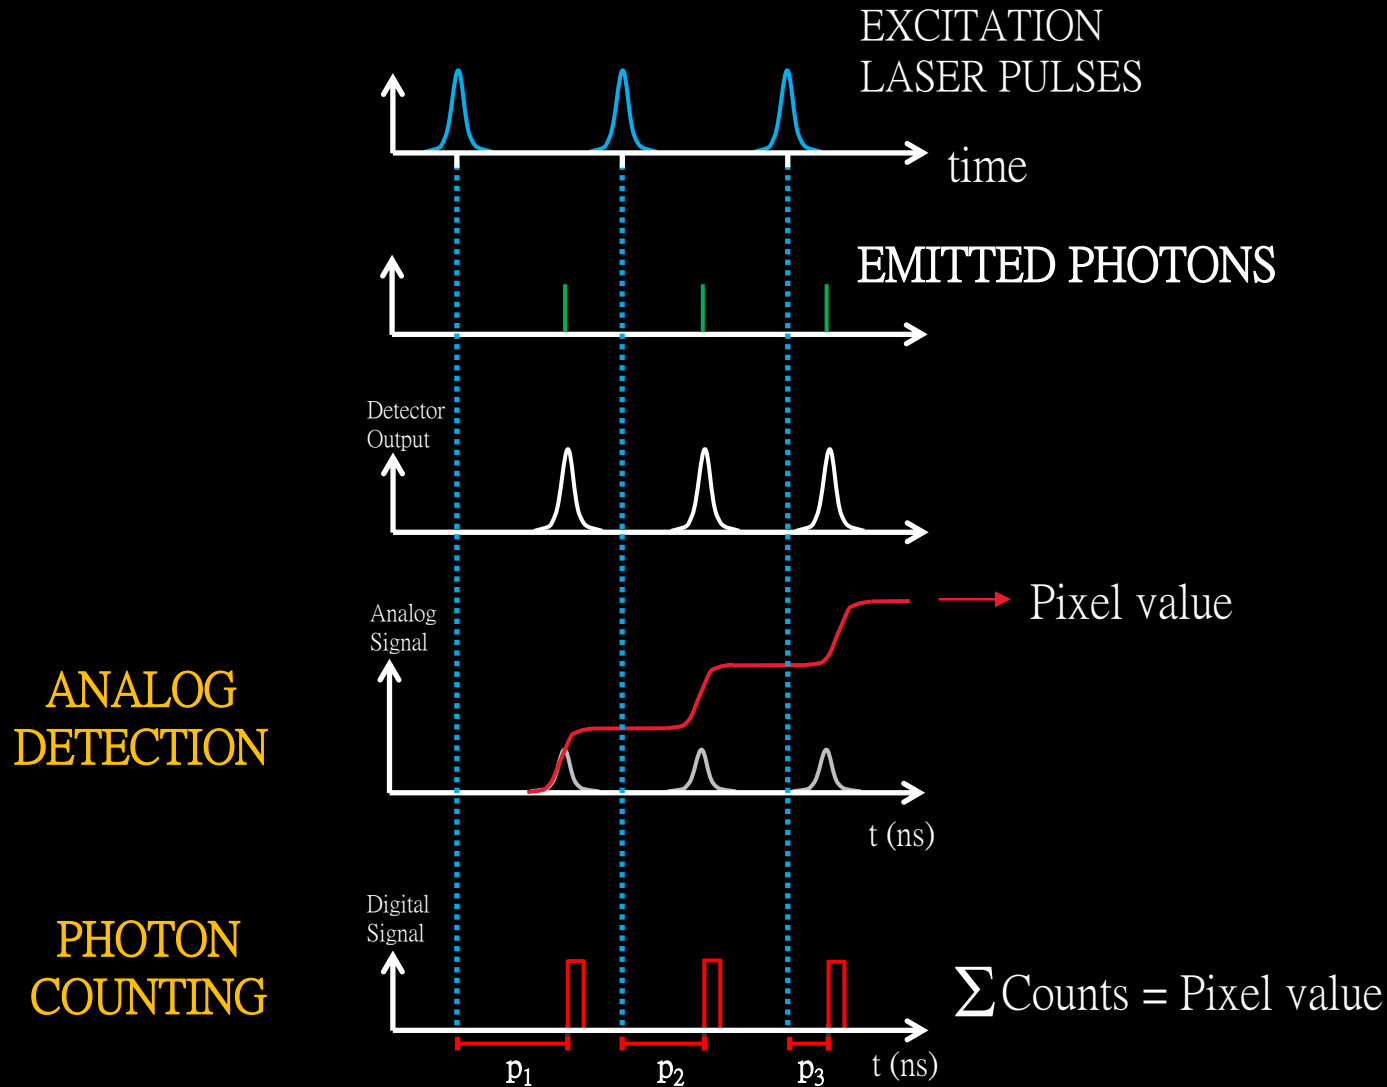 EXCITATION
LASER PULSES
time
EMITTED PHOTONS
Detector
Output
Analog
Signal
Pixel value
ANALOG
DETECTION
t (ns)
Digital
Signal
PHOTON
COUNTING
∑Counts = Pixel value
p₁
p₂
p₃
t (ns)